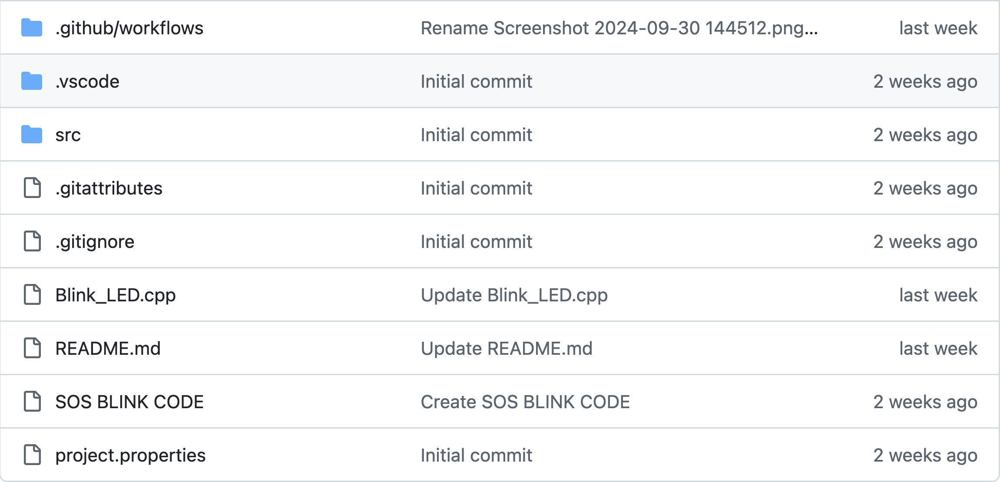 .github/workflows Rename Screenshot 2024-09-30 144512.png... last week
.vscode Initial commit 2 weeks ago
src Initial commit 2 weeks ago
.gitattributes Initial commit 2 weeks ago
.gitignore Initial commit 2 weeks ago
Blink_LED.cpp Update Blink_LED.cpp last week
README.md Update README.md last week
SOS BLINK CODE Create SOS BLINK CODE 2 weeks ago
project.properties Initial commit 2 weeks ago